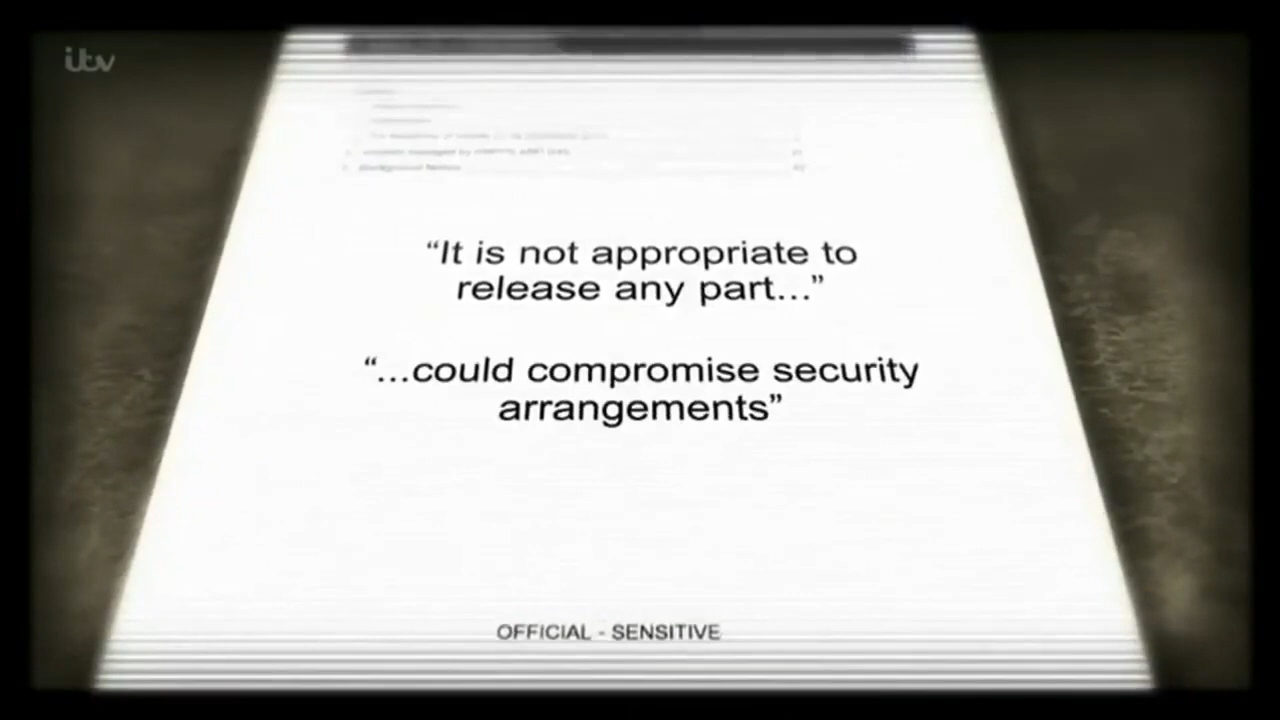 itv
“It is not appropriate to
release any part...”
“...could compromise security
arrangements”
OFFICIAL - SENSITIVE